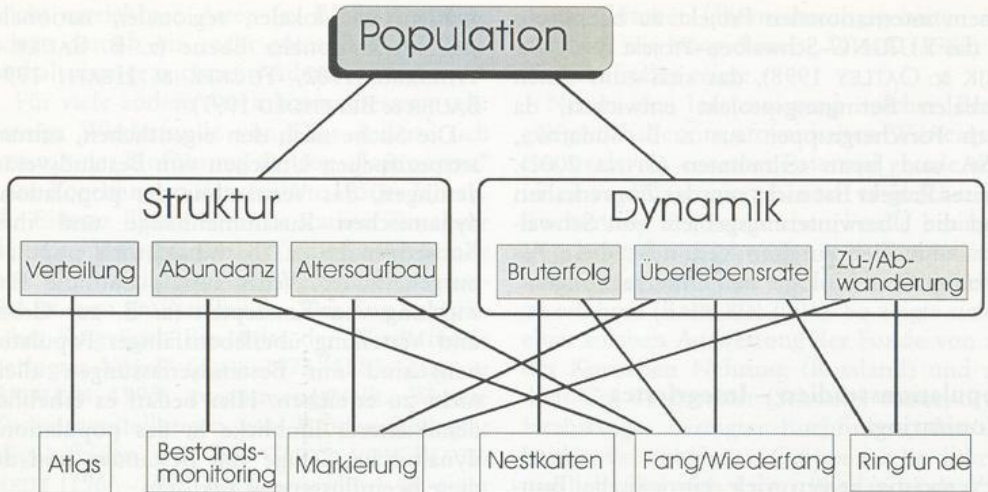 Population
Struktur
Verteilung
Abundanz
Altersaufbau
Dynamik
Bruterfolg
Überlebensrate
Zu-/Ab-
wanderung
Atlas
Bestands-
monitoring
Markierung
Nestkarten
Fang/Wiederfang
Ringfunde